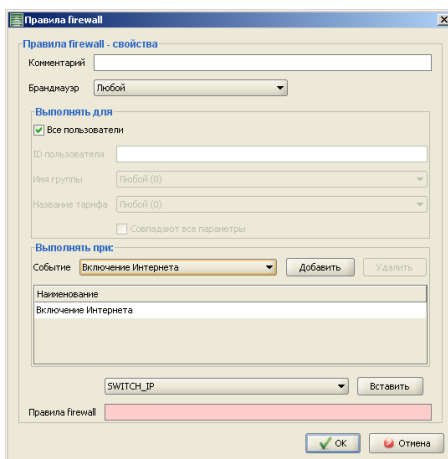 Правила firewall
Правила firewall - свойства
Комментарий
Брандмауэр Любой
Выполнять для
Все пользователи
ID пользователя
Имя группы Любой (0)
Название тарифа Любой (0)
Совпадают все параметры
Выполнять при:
Событие Включение Интернета Добавить Удалить
Наименование
Включение Интернета
SWITCH_IP Вставить
Правила firewall
OK Отмена